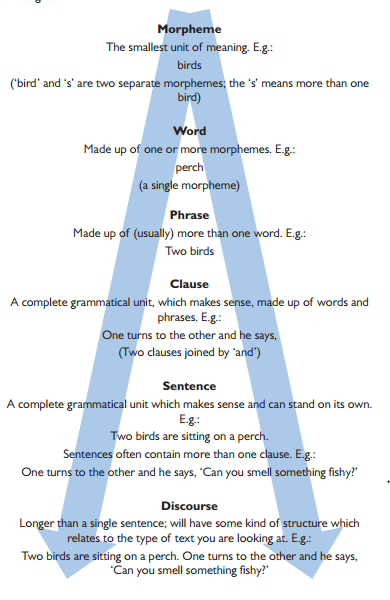 Morpheme
The smallest unit of meaning. E.g.:
birds
(‘bird’ and ‘s’ are two separate morphemes; the ‘s’ means more than one
bird)
Word
Made up of one or more morphemes. E.g.:
perch
(a single morpheme)
Phrase
Made up of (usually) more than one word. E.g.:
Two birds
Clause
A complete grammatical unit, which makes sense, made up of words and
phrases. E.g.:
One turns to the other and he says,
(Two clauses joined by ‘and’)
Sentence
A complete grammatical unit which makes sense and can stand on its own.
E.g.:
Two birds are sitting on a perch.
Sentences often contain more than one clause. E.g.:
One turns to the other and he says, ‘Can you smell something fishy?’
Discourse
Longer than a single sentence; will have some kind of structure which
relates to the type of text you are looking at. E.g.:
Two birds are sitting on a perch. One turns to the other and he says,
‘Can you smell something fishy?’